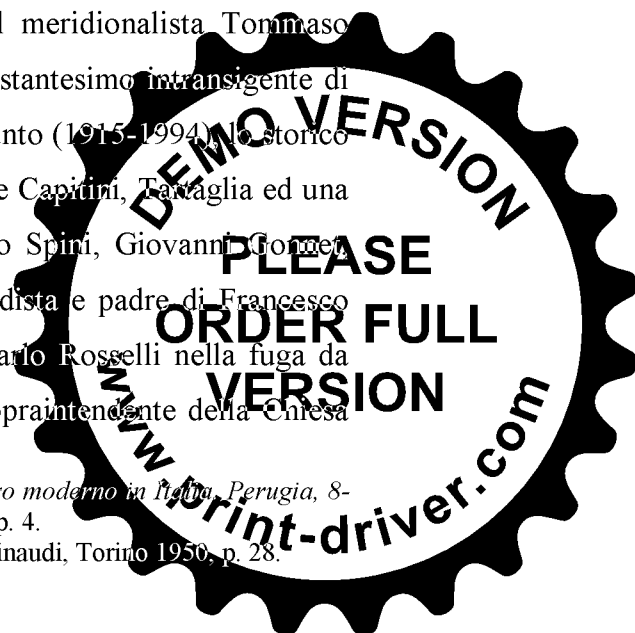 l meridionalista Tommaso
stantesimo intransigente di
nto (1915-1994), lo storico
e Capitini, Tartaglia ed una
o Spini, Giovanni Gonnet,
dista e padre di Francesco
arlo Rosselli nella fuga da
opraintendente della Chiesa
ro moderno in Italia, Perugia, 8-
p. 4.
inaudi, Torino 1950, p. 28.
DEMO VERSION
PLEASE
ORDER FULL
VERSION
www.print-driver.com